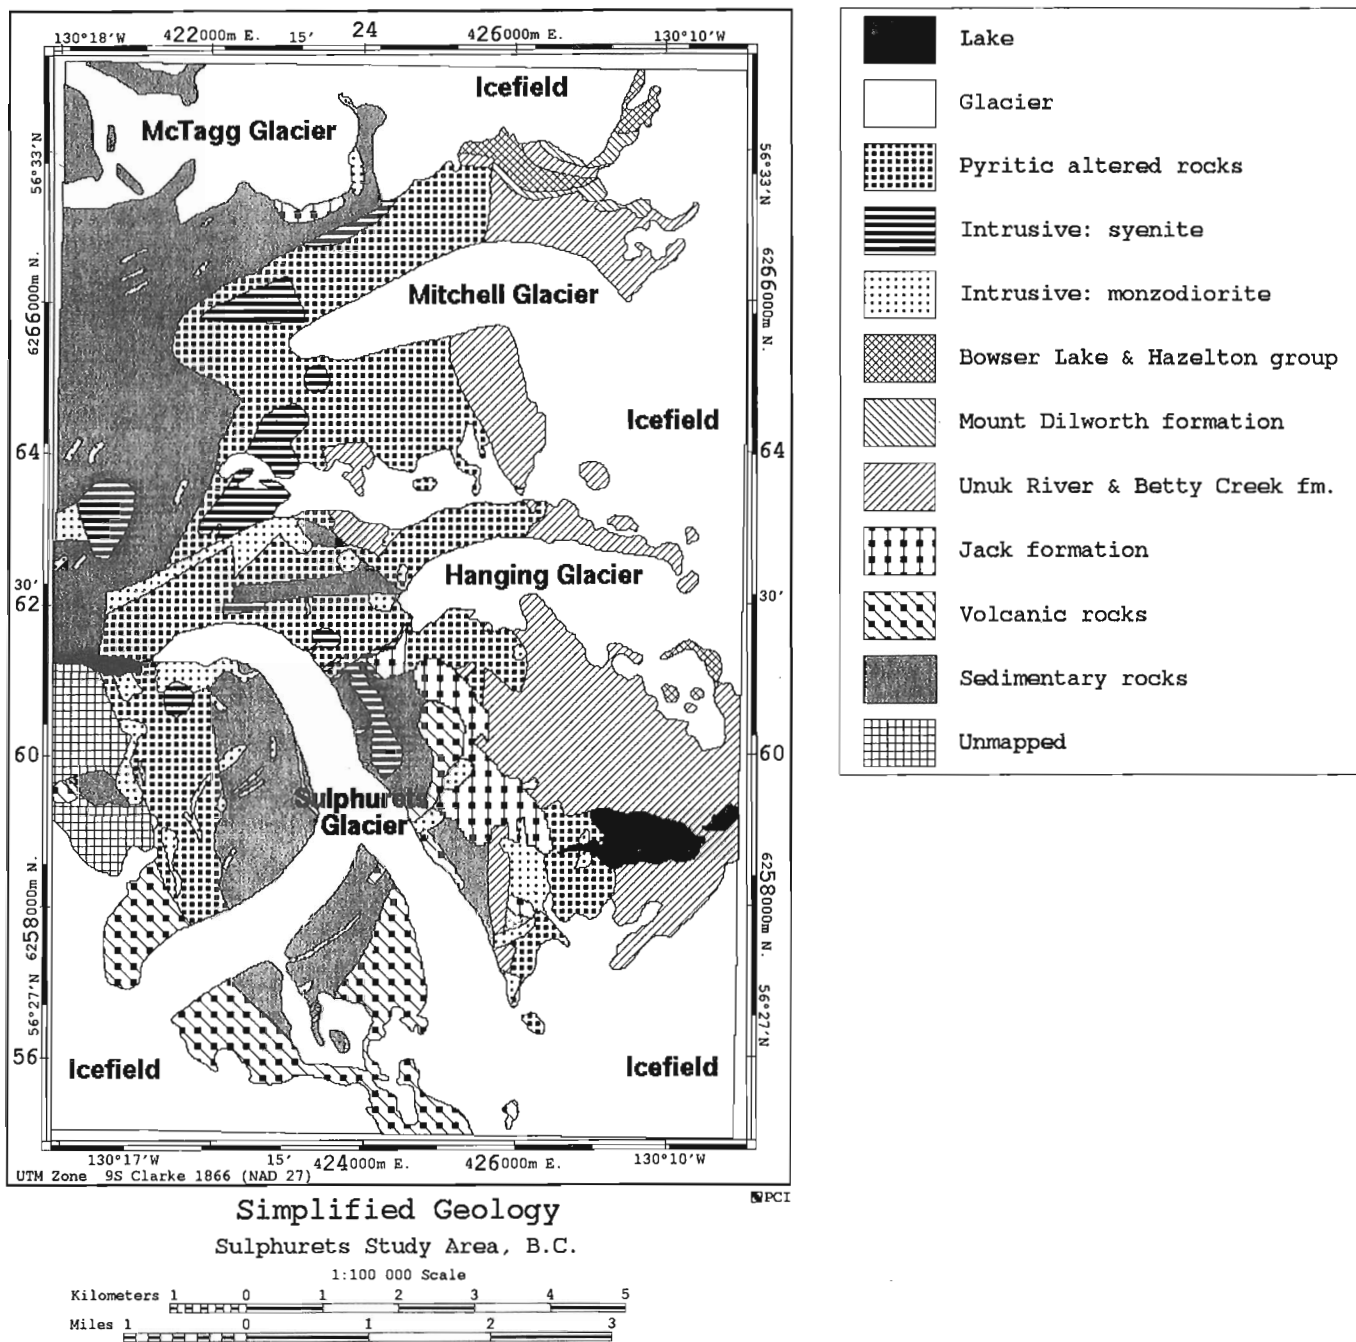 130°18'W 422000m E. 15' 24 426000m E. 130°10'W
Icefield
McTagg Glacier
56°33'N
56°33'N
Mitchell Glacier
6266000m N.
6266000m N.
Icefield
64
64
Hanging Glacier
30'
30'
62
60
60
Sulphurets
Glacier
6258000m N.
6258000m N.
56°27'N
56°27'N
56
Icefield
Icefield
130°17'W 15' 424000m E. 426000m E. 130°10'W
UTM Zone 9S Clarke 1866 (NAD 27)
PCI
Simplified Geology
Sulphurets Study Area, B.C.
1:100 000 Scale
Kilometers 1 0 1 2 3 4 5
Miles 1 0 1 2 3
Lake
Glacier
Pyritic altered rocks
Intrusive: syenite
Intrusive: monzodiorite
Bowser Lake & Hazelton group
Mount Dilworth formation
Unuk River & Betty Creek fm.
Jack formation
Volcanic rocks
Sedimentary rocks
Unmapped